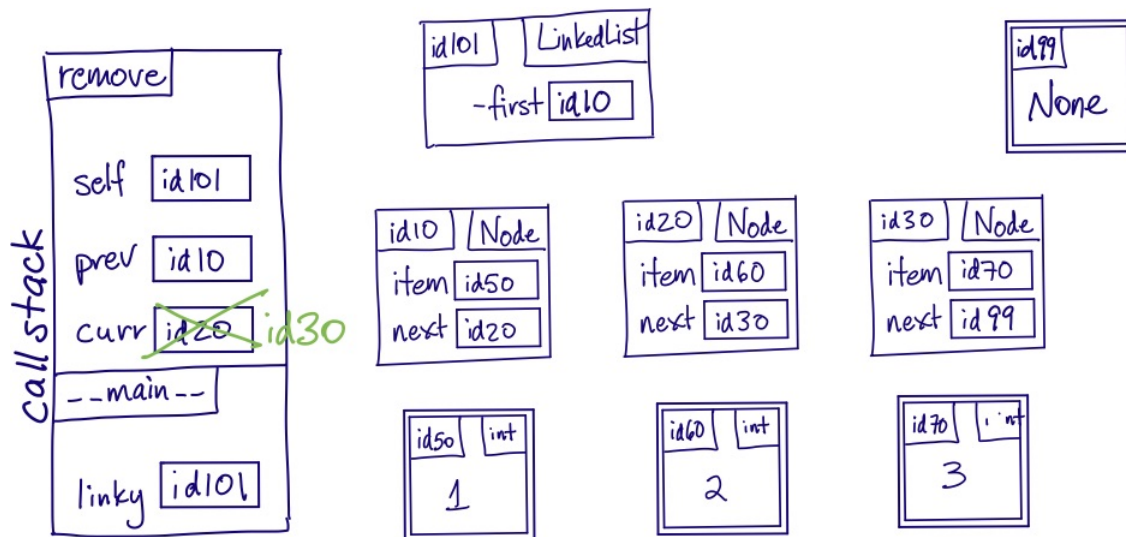 call stack
remove
self id101
prev id10
curr id20 id30
--main--
linky id101
id101 LinkedList
-first id10
id99
None
id10 Node
item id50
next id20
id20 Node
item id60
next id30
id30 Node
item id70
next id99
id50 int
1
id60 int
2
id70 int
3